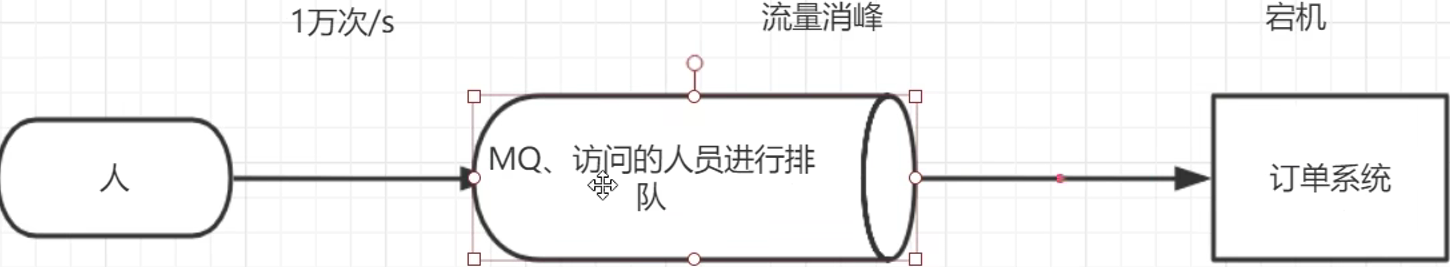 1万次/s
流量消峰
宕机
人
MQ、访问的人员进行排
队
订单系统